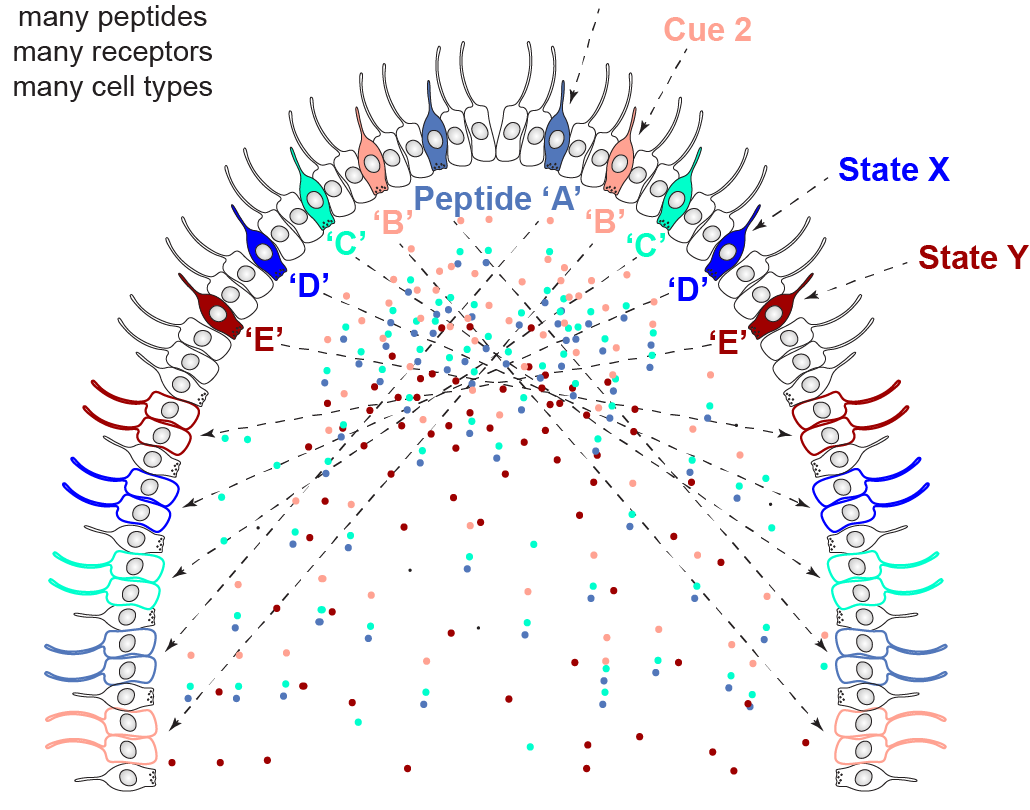 many peptides
many receptors
many cell types
Cue 2
State X
State Y
Peptide ‘A’
‘B’
‘B’
‘C’
‘C’
‘D’
‘D’
‘E’
‘E’